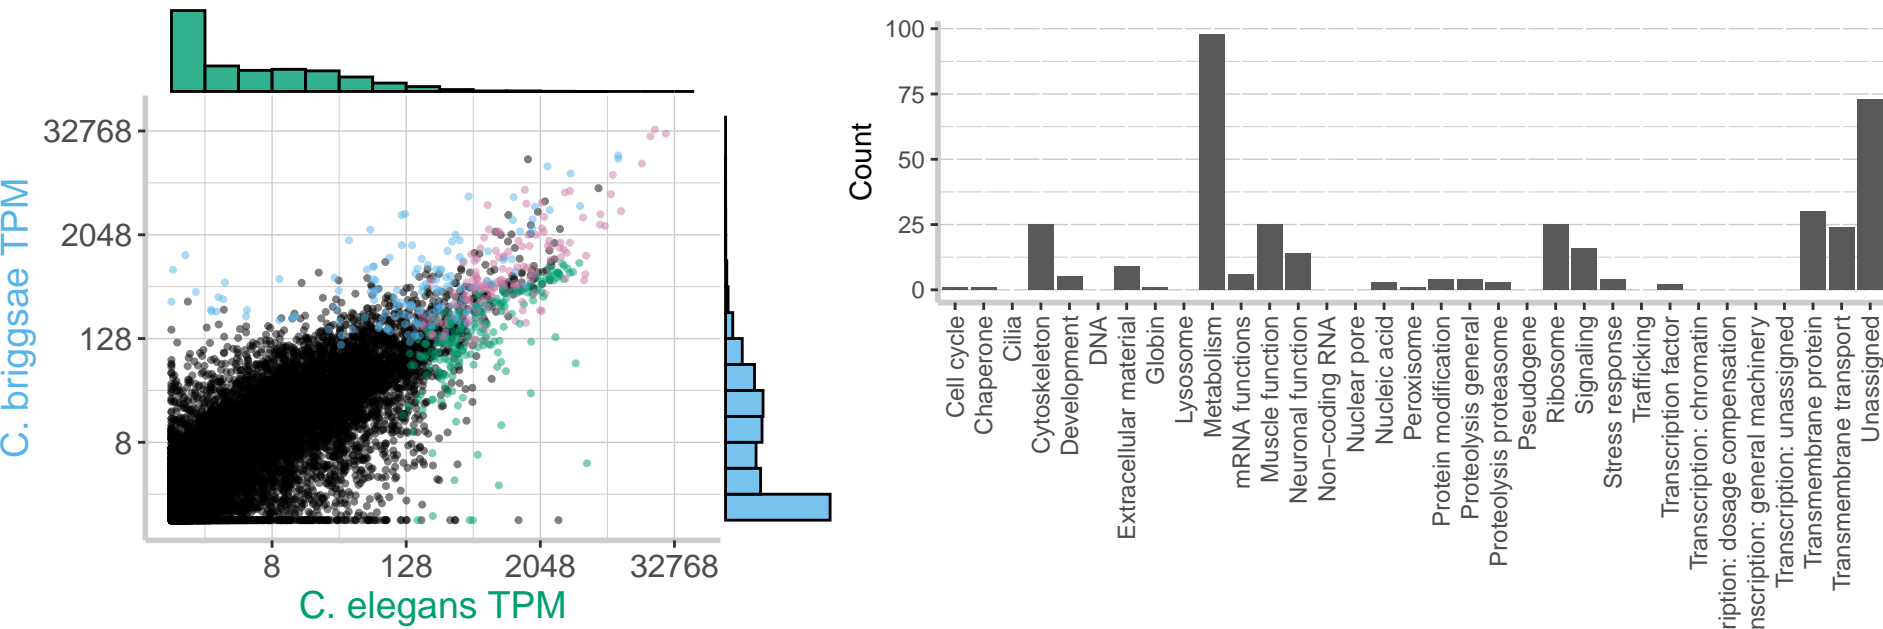 32768
2048
128
8
C. briggsae TPM
8
128
2048
32768
C. elegans TPM
100
75
50
25
0
Count
Cell cycle
Chaperone
Cilia
Cytoskeleton
Development
DNA
Extracellular material
Globin
Lysosome
Metabolism
mRNA functions
Muscle function
Neuronal function
Non−coding RNA
Nuclear pore
Nucleic acid
Peroxisome
Protein modification
Proteolysis general
Proteolysis proteasome
Pseudogene
Ribosome
Signaling
Stress response
Trafficking
Transcription factor
Transcription: chromatin
ription: dosage compensation
nscription: general machinery
Transcription: unassigned
Transmembrane protein
Transmembrane transport
Unassigned